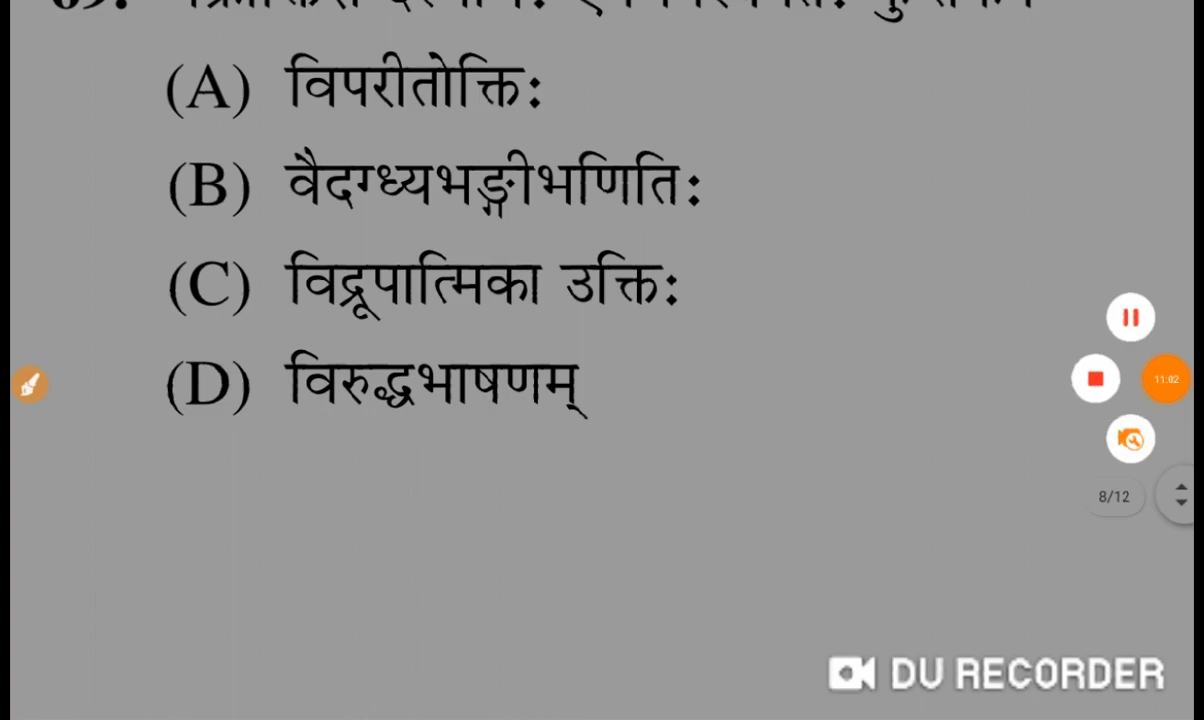 (A) विपरीतोक्तिः
(B) वैदग्ध्यभङ्गीभणितिः
(C) विद्रूपात्मिका उक्तिः
(D) विरुद्धभाषणम्
11:02
8/12
DU RECORDER